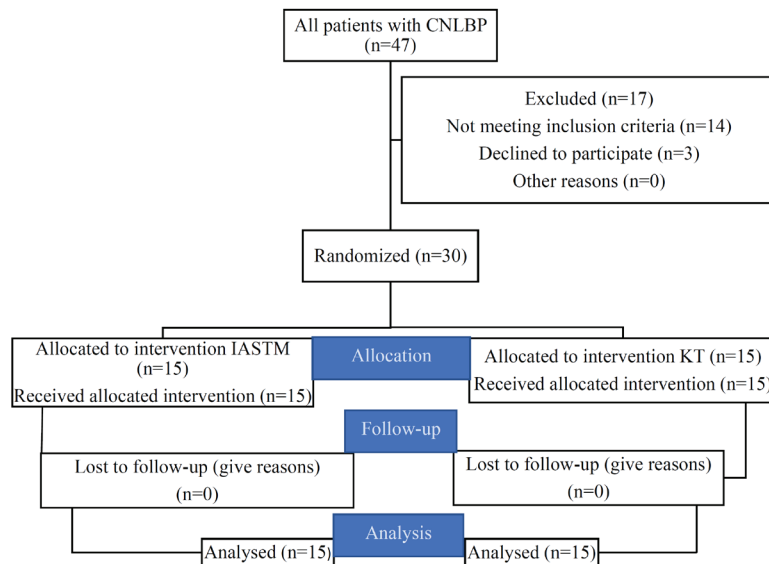 All patients with CNLBP
(n=47)
Excluded (n=17)
Not meeting inclusion criteria (n=14)
Declined to participate (n=3)
Other reasons (n=0)
Randomized (n=30)
Allocated to intervention IASTM
(n=15)
Received allocated intervention (n=15)
Allocation
Allocated to intervention KT (n=15)
Received allocated intervention (n=15)
Follow-up
Lost to follow-up (give reasons)
(n=0)
Lost to follow-up (give reasons)
(n=0)
Analysis
Analysed (n=15)
Analysed (n=15)